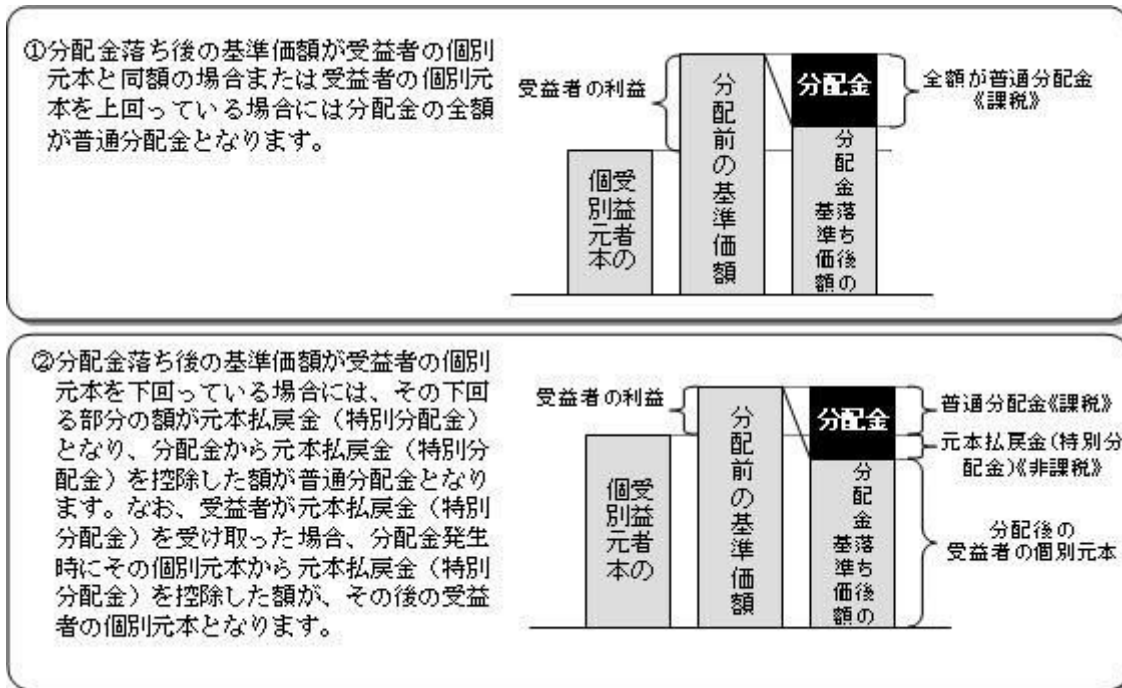 ①分配金落ち後の基準価額が受益者の個別
元本と同額の場合または受益者の個別元
本を上回っている場合には分配金の全額
が普通分配金となります。
受益者の利益
受益者の
個別元本
分配前の基準価額
分配金
分配金落ち後の
基準価額
全額が普通分配金
《課税》
②分配金落ち後の基準価額が受益者の個別
元本を下回っている場合には、その下回
る部分の額が元本払戻金（特別分配金）
となり、分配金から元本払戻金（特別分
配金）を控除した額が普通分配金となり
ます。なお、受益者が元本払戻金（特別
分配金）を受け取った場合、分配金発生
時にその個別元本から元本払戻金（特別
分配金）を控除した額が、その後の受益
者の個別元本となります。
受益者の利益
受益者の
個別元本
分配前の基準価額
分配金
分配金落ち後の
基準価額
普通分配金《課税》
元本払戻金(特別分
配金)《非課税》
分配後の
受益者の個別元本